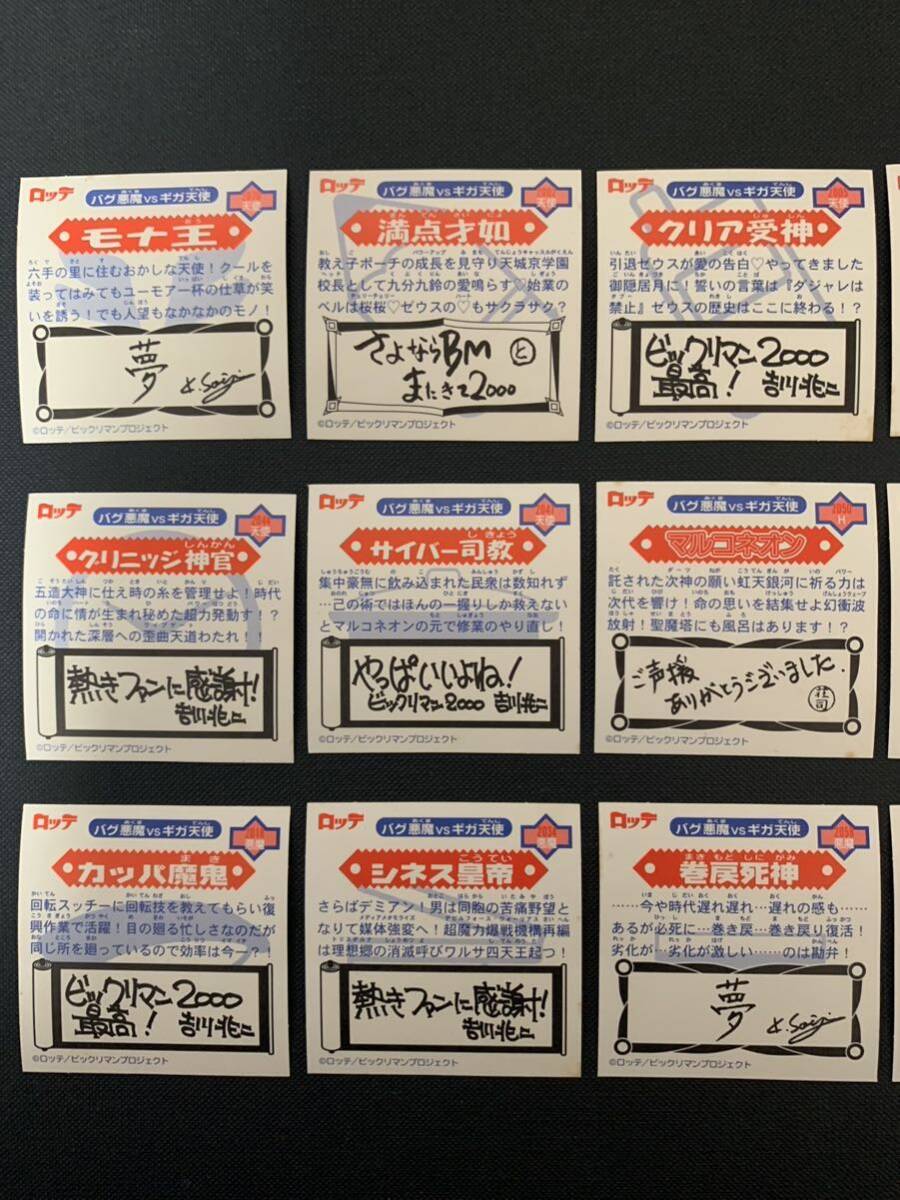 ロッテ
バグ悪魔vsギガ天使
天使
モナ王
六手の里に住むおかしな天使！クールを
装ってはみてもユーモア一杯の仕草が笑
いを誘う！でも人望もなかなかのモノ！
夢 K.Saiji
©ロッテ/ビックリマンプロジェクト
ロッテ
バグ悪魔vsギガ天使
天使
満点才如
教え子ポーチの成長を見守り天城京学園
校長として九分九鈴の愛鳴らす！始業の
ベルは桜桜♡ゼウスの♡もサクラサク？
さよならBM と
またきて2000
©ロッテ/ビックリマンプロジェクト
ロッテ
バグ悪魔vsギガ天使
天使
クリア愛神
引退ゼウスが愛の告白♡やってきました
御隠居月に！誓いの言葉は『ダジャレは
禁止』ゼウスの歴史はここに終わる！？
ビックリマン2000
最高！ 吉川兆二
©ロッテ/ビックリマンプロジェクト
ロッテ
バグ悪魔vsギガ天使
天使
グリニッジ神官
五造大神に仕え時の糸を管理せよ！時代
の命に情が生まれ秘めた超力発動す！？
開かれた深層への歪曲天道わたれ！！
熱きファンに感謝！
吉川兆二
©ロッテ/ビックリマンプロジェクト
ロッテ
バグ悪魔vsギガ天使
2047
天使
サイバー司教
集中豪無に飲み込まれた民衆は数知れず
…己の術ではほんの一握りしか救えない
とマルコネオンの元で修業のやり直し！
やっぱいいよね！
ビックリマン2000 吉川兆二
©ロッテ/ビックリマンプロジェクト
ロッテ
バグ悪魔vsギガ天使
2050
H
マルコネオン
託された次神の願い虹天銀河に祈る力は
次代を響け！命の思いを結集せよ幻衝波
放射！聖魔塔にも風呂はあります！？
ご声援
ありがとうございました。
荘司
©ロッテ/ビックリマンプロジェクト
ロッテ
バグ悪魔vsギガ天使
悪魔
カッパ魔鬼
回転スッチーに回転技を教えてもらい復
興作業で活躍！目の廻る忙しさなのだが
同じ所を廻っているので効率は今一？！
ビックリマン2000
最高！ 吉川兆二
©ロッテ/ビックリマンプロジェクト
ロッテ
バグ悪魔vsギガ天使
2054
悪魔
シネス皇帝
さらばデミアン！男は同胞の苦痛野望と
なりて媒体強変へ！超魔力爆戦機構再編
は理想郷の消滅呼びワルサ四天王起つ！
熱きファンに感謝！
吉川兆二
©ロッテ/ビックリマンプロジェクト
ロッテ
バグ悪魔vsギガ天使
悪魔
巻戻死神
……今や時代遅れ遅れ…遅れの感も……
あるが必死に…巻き戻…巻き戻り復活！
劣化が…劣化が激し……のは勘弁！
夢 K.Saiji
©ロッテ/ビックリマンプロジェクト